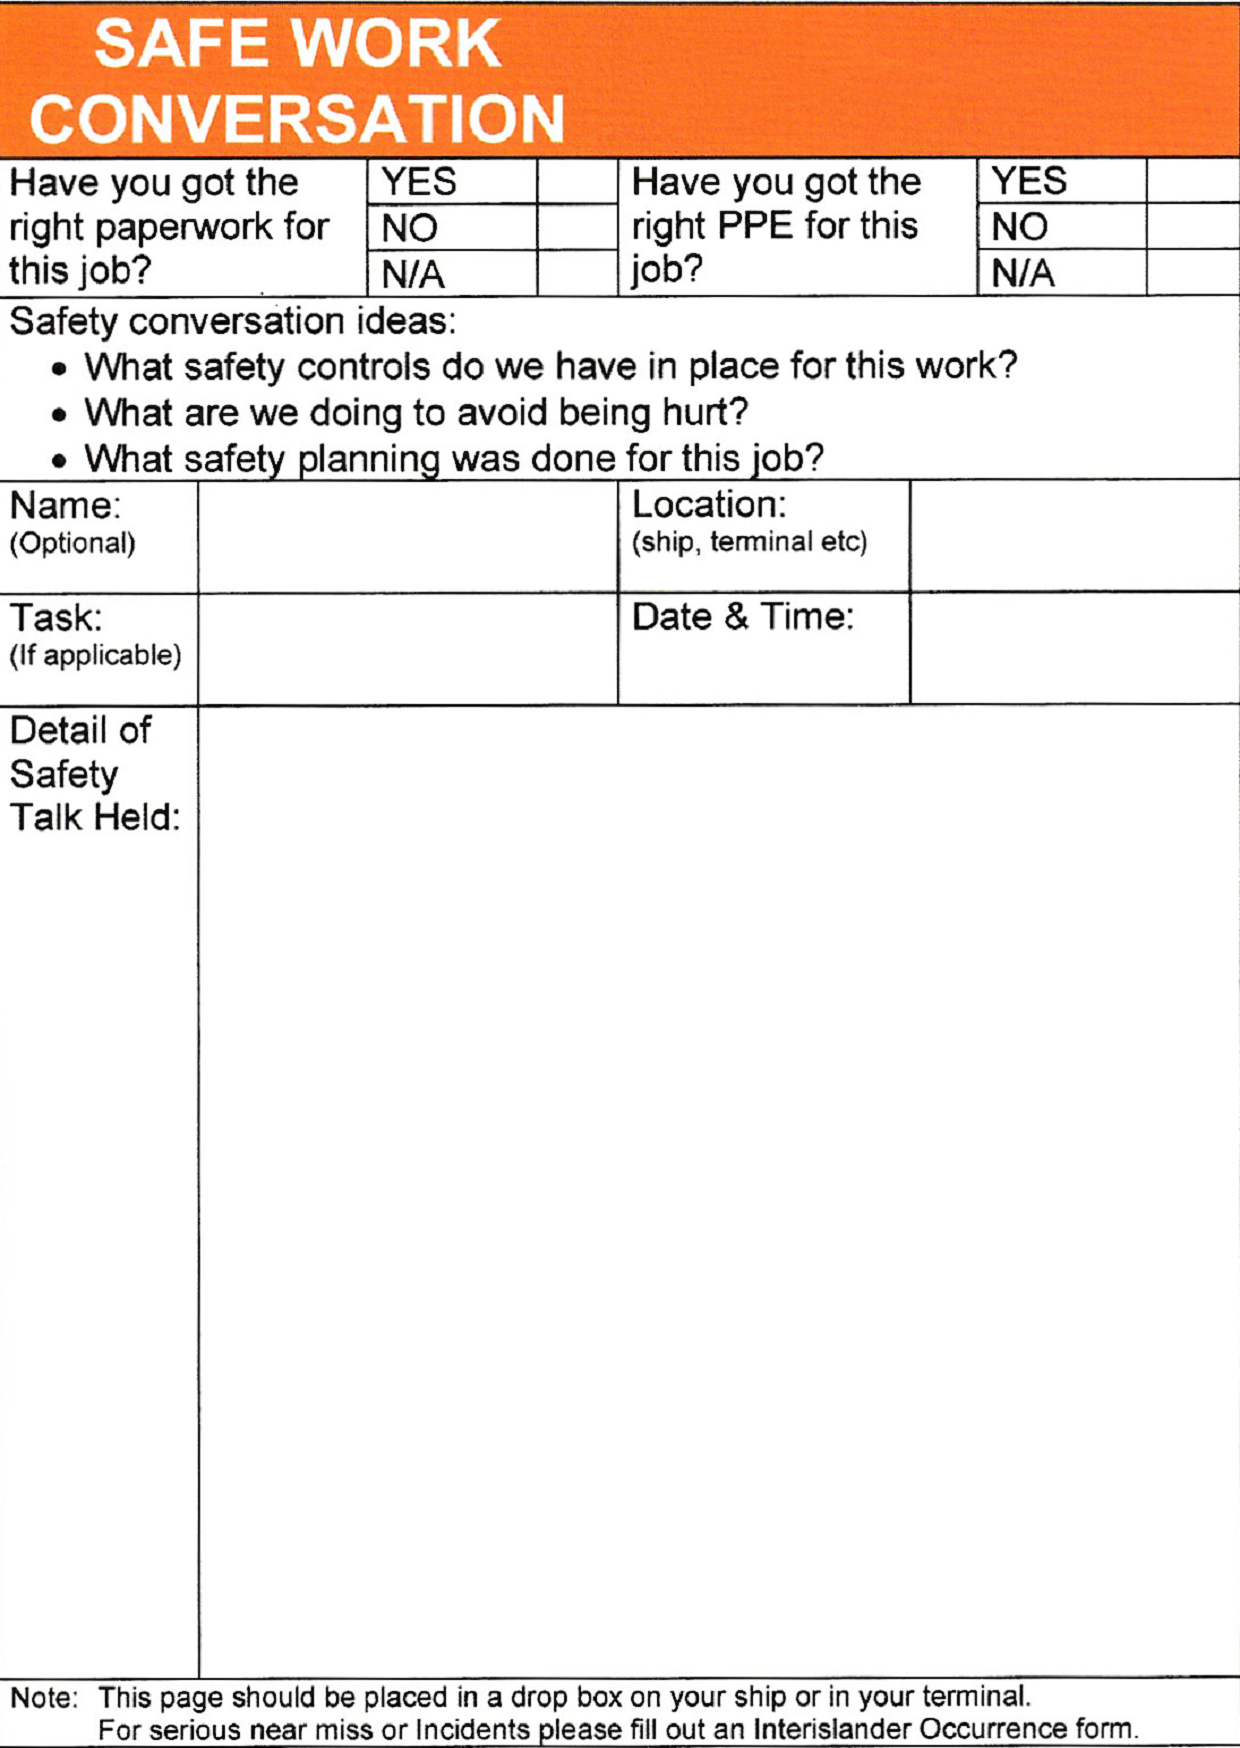 SAFE WORK
CONVERSATION
Have you got the
right paperwork for
this job?
YES
NO
N/A
Have you got the
right PPE for this
job?
YES
NO
N/A
Safety conversation ideas:
• What safety controls do we have in place for this work?
• What are we doing to avoid being hurt?
• What safety planning was done for this job?
Name:
(Optional)
Location:
(ship, terminal etc)
Task:
(If applicable)
Date & Time:
Detail of
Safety
Talk Held:
Note: This page should be placed in a drop box on your ship or in your terminal.
For serious near miss or Incidents please fill out an Interislander Occurrence form.